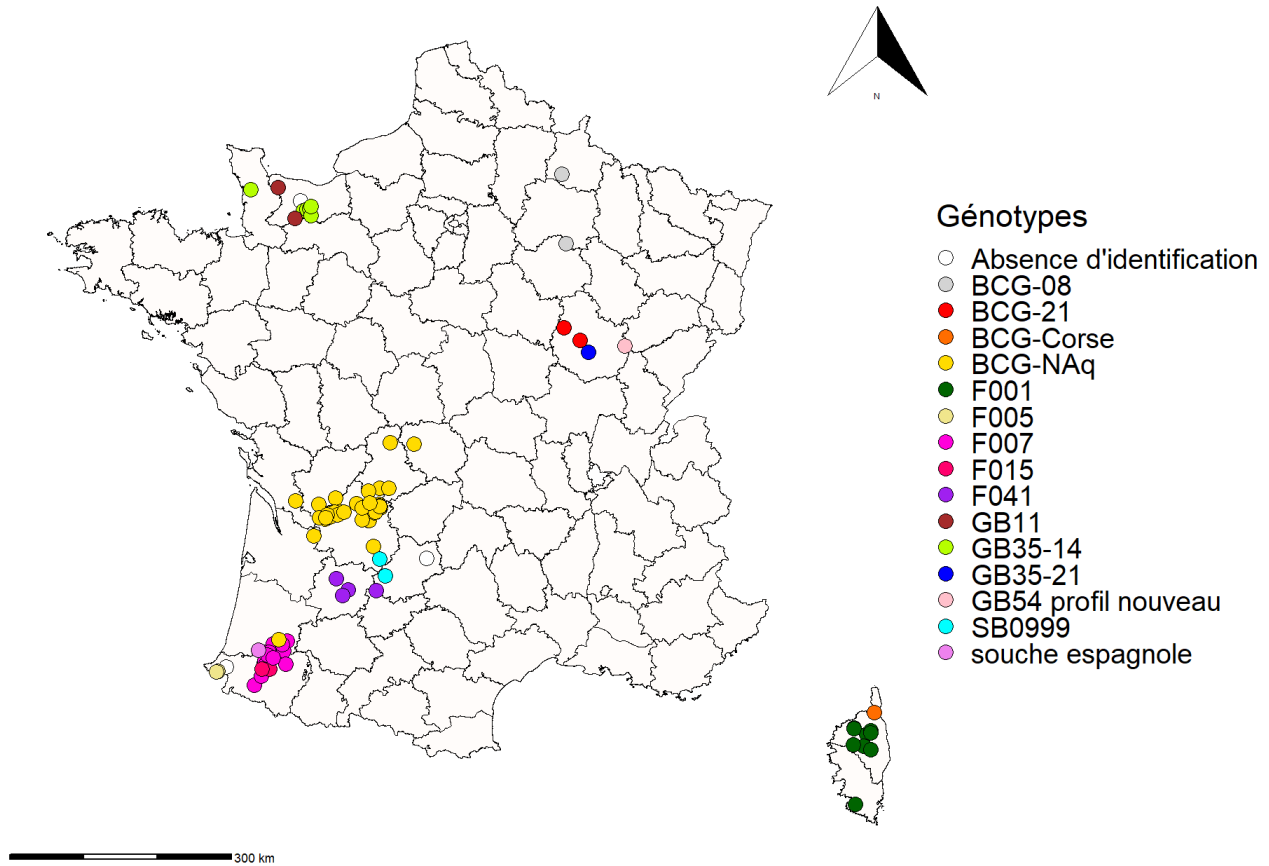 N
Génotypes
Absence d'identification
BCG-08
BCG-21
BCG-Corse
BCG-NAq
F001
F005
F007
F015
F041
GB11
GB35-14
GB35-21
GB54 profil nouveau
SB0999
souche espagnole
300 km